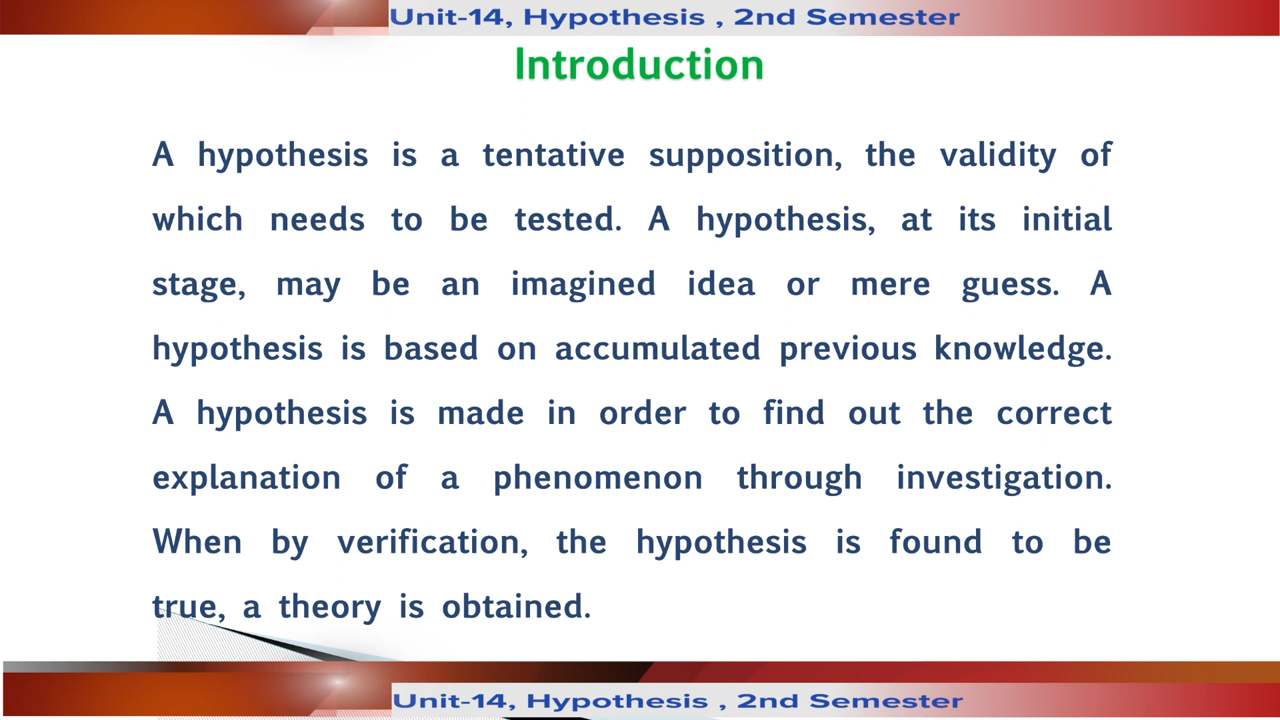 Unit-14, Hypothesis , 2nd Semester
Introduction
A hypothesis is a tentative supposition, the validity of
which needs to be tested. A hypothesis, at its initial
stage, may be an imagined idea or mere guess. A
hypothesis is based on accumulated previous knowledge.
A hypothesis is made in order to find out the correct
explanation of a phenomenon through investigation.
When by verification, the hypothesis is found to be
true, a theory is obtained.
Unit-14, Hypothesis , 2nd Semester